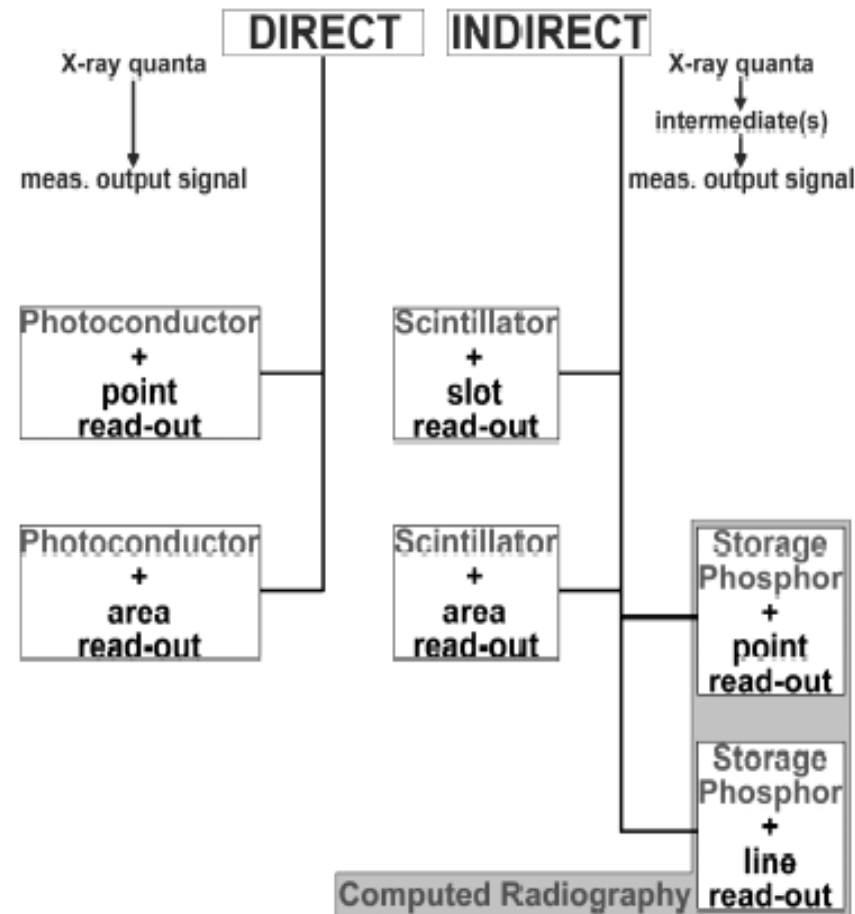 DIRECT
INDIRECT
X-ray quanta
meas. output signal
X-ray quanta
intermediate(s)
meas. output signal
Photoconductor
+
point
read-out
Scintillator
+
slot
read-out
Photoconductor
+
area
read-out
Scintillator
+
area
read-out
Storage
Phosphor
+
point
read-out
Storage
Phosphor
+
line
read-out
Computed Radiography